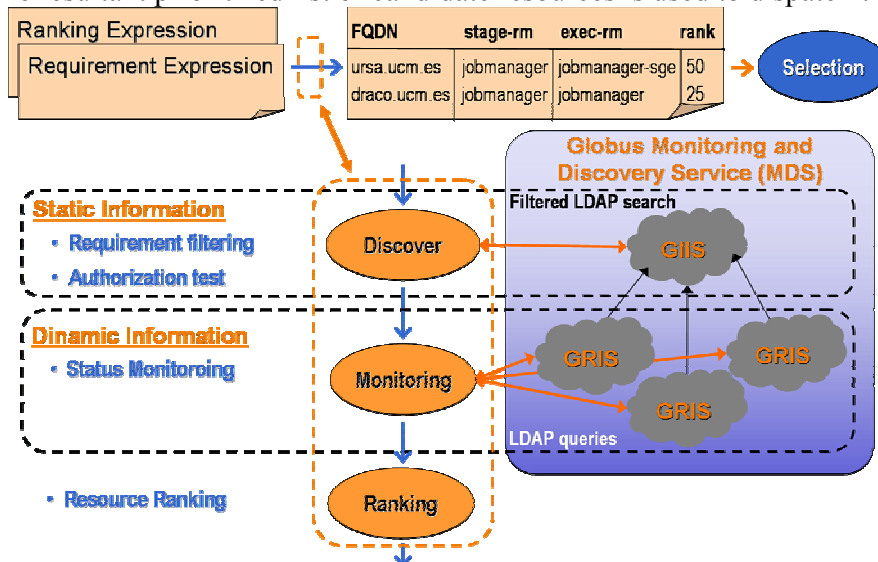 Ranking Expression
Requirement Expression
FQDN stage-rm exec-rm rank
ursa.ucm.es jobmanager jobmanager-sge 50
draco.ucm.es jobmanager jobmanager 25
Selection
Globus Monitoring and
Discovery Service (MDS)
Static Information
• Requirement filtering
• Authorization test
Discover
Filtered LDAP search
GIIS
Dinamic Information
• Status Monitoroing
Monitoring
GRIS
GRIS
GRIS
LDAP queries
• Resource Ranking
Ranking